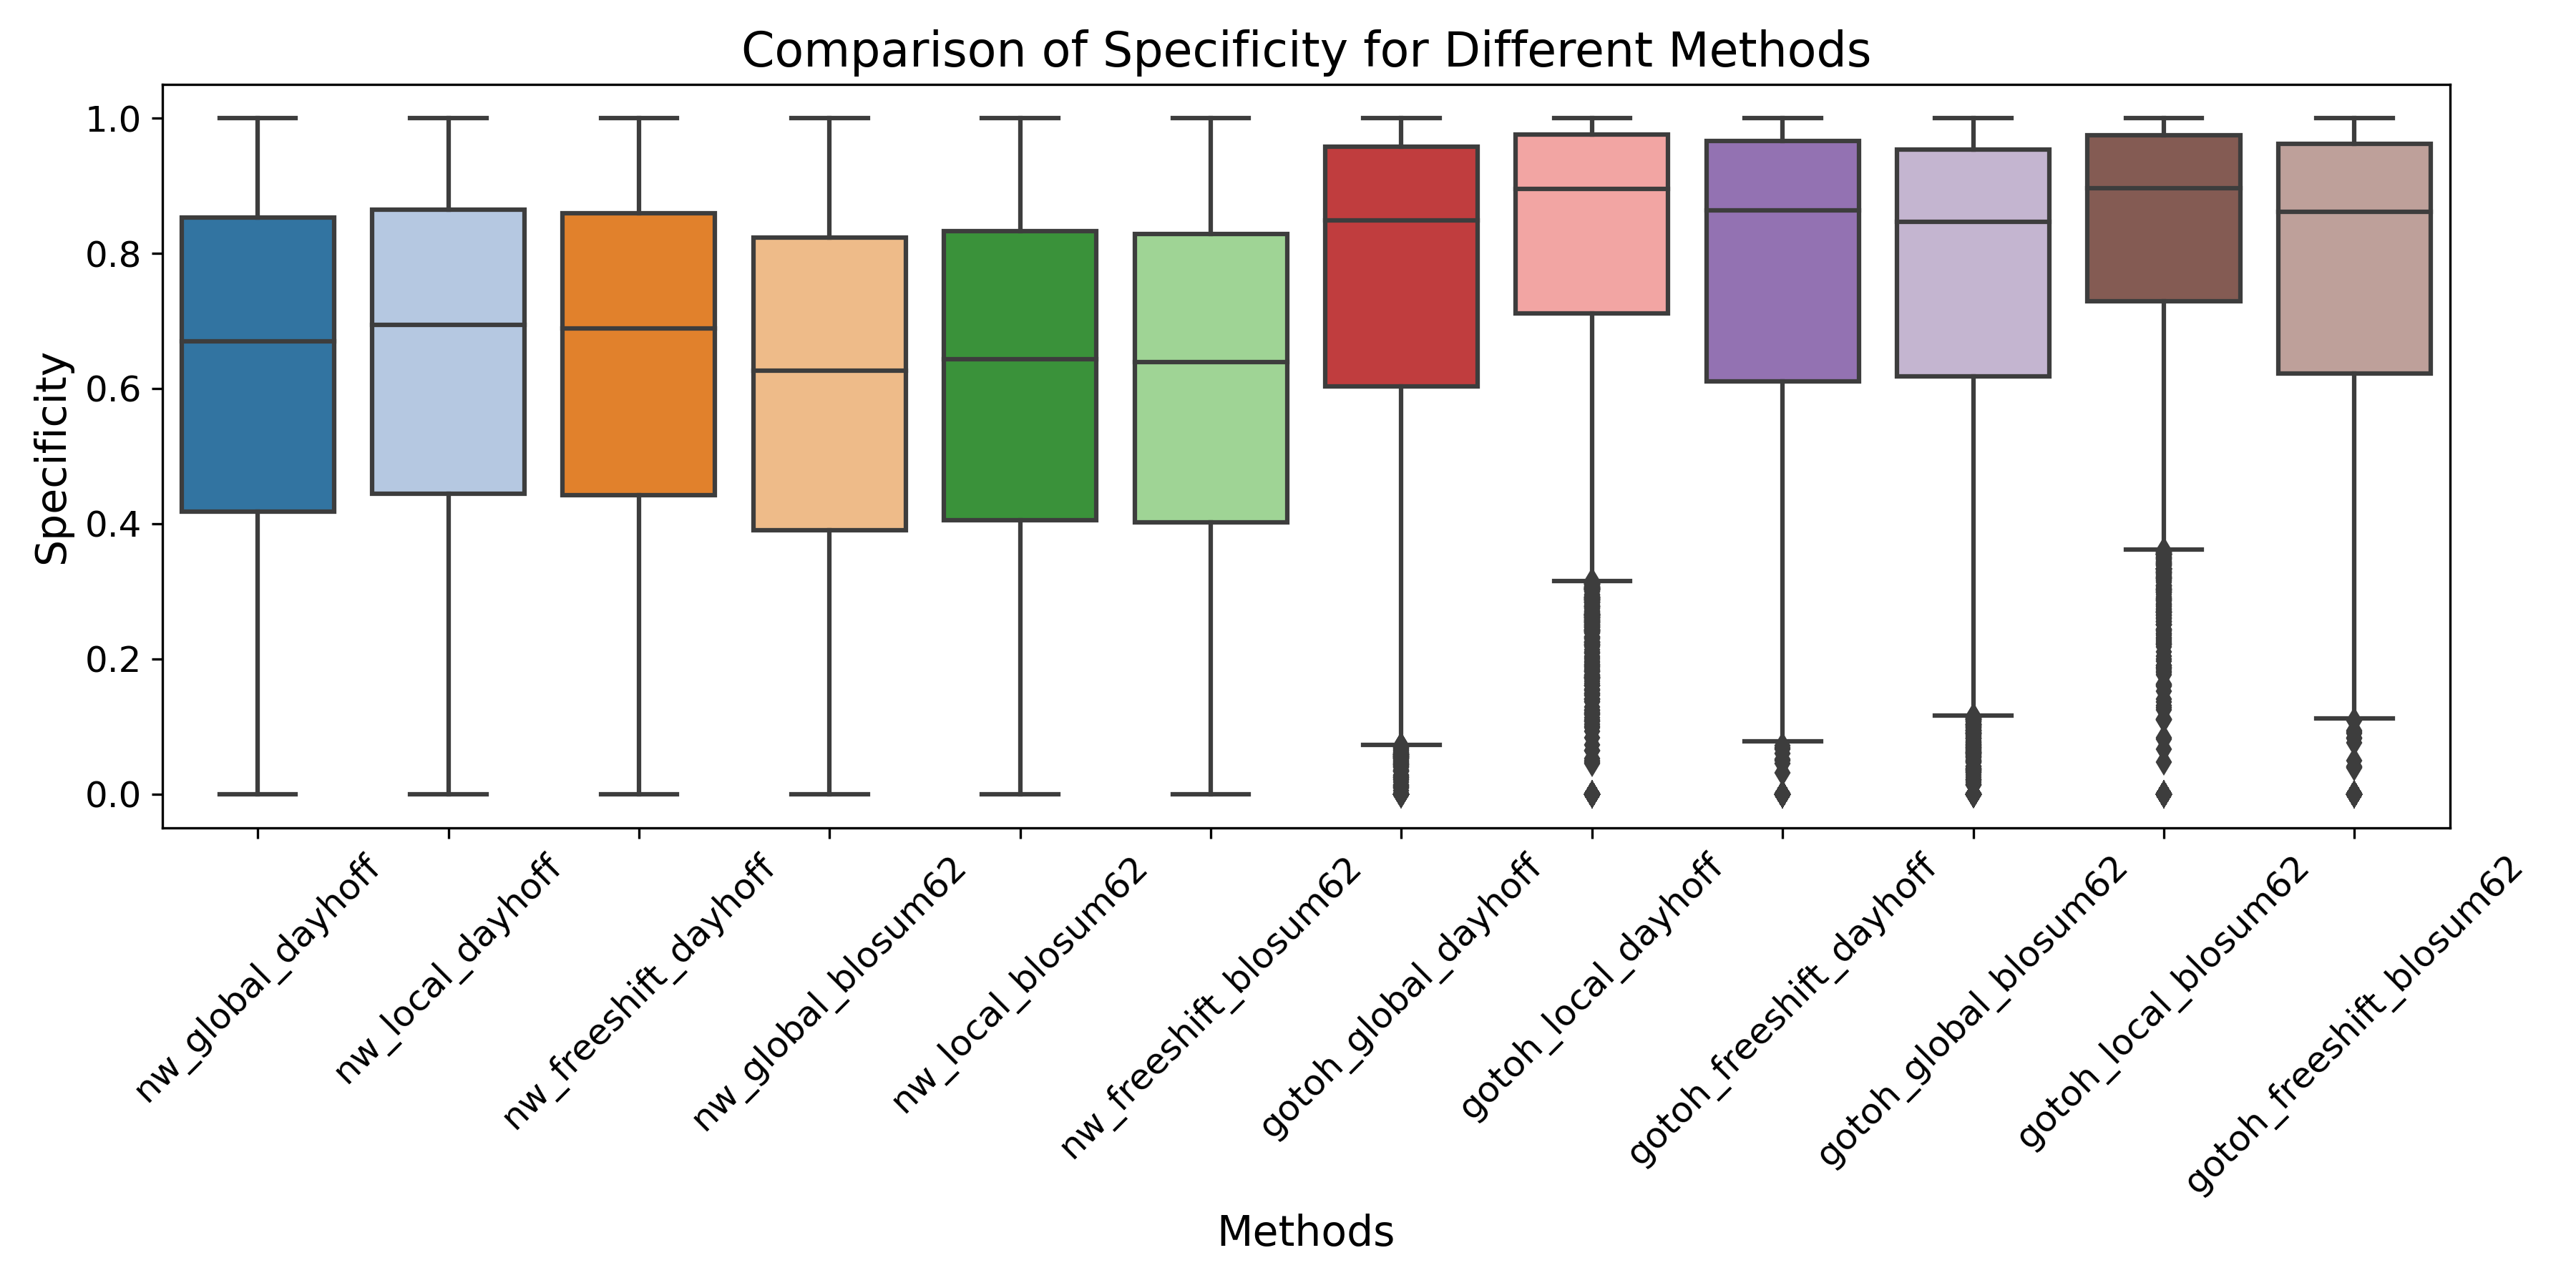 Comparison of Specificity for Different Methods
1.0
0.8
0.6
0.4
0.2
0.0
Specificity
nw_global_dayhoff
nw_local_dayhoff
nw_freeshift_dayhoff
nw_global_blosum62
nw_local_blosum62
nw_freeshift_blosum62
gotoh_global_dayhoff
gotoh_local_dayhoff
gotoh_freeshift_dayhoff
gotoh_global_blosum62
gotoh_local_blosum62
gotoh_freeshift_blosum62
Methods